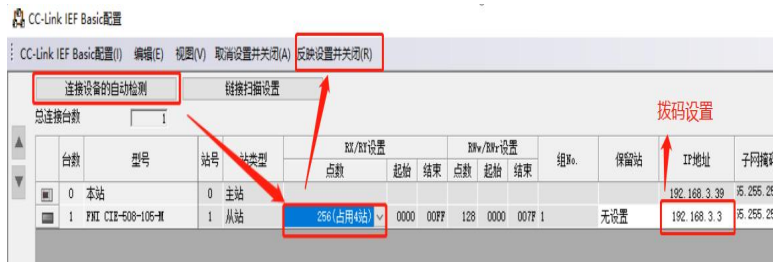 CC-Link IEF Basic配置
CC-Link IEF Basic配置(I) 编辑(E) 视图(V) 取消设置并关闭(A) 反映设置并关闭(R)
连接设备的自动检测 链接扫描设置
总连接台数 1
拨码设置
台数 型号 站号 站类型 RX/RY设置 RWw/RWr设置 组No. 保留站 IP地址 子网掩码
点数 起始 结束 点数 起始 结束
0 本站 0 主站 192.168.3.39 255.255.25
1 FNI CIE-508-105-M 1 从站 256(占用4站) 0000 00FF 128 0000 007F 1 无设置 192.168.3.3 255.255.25